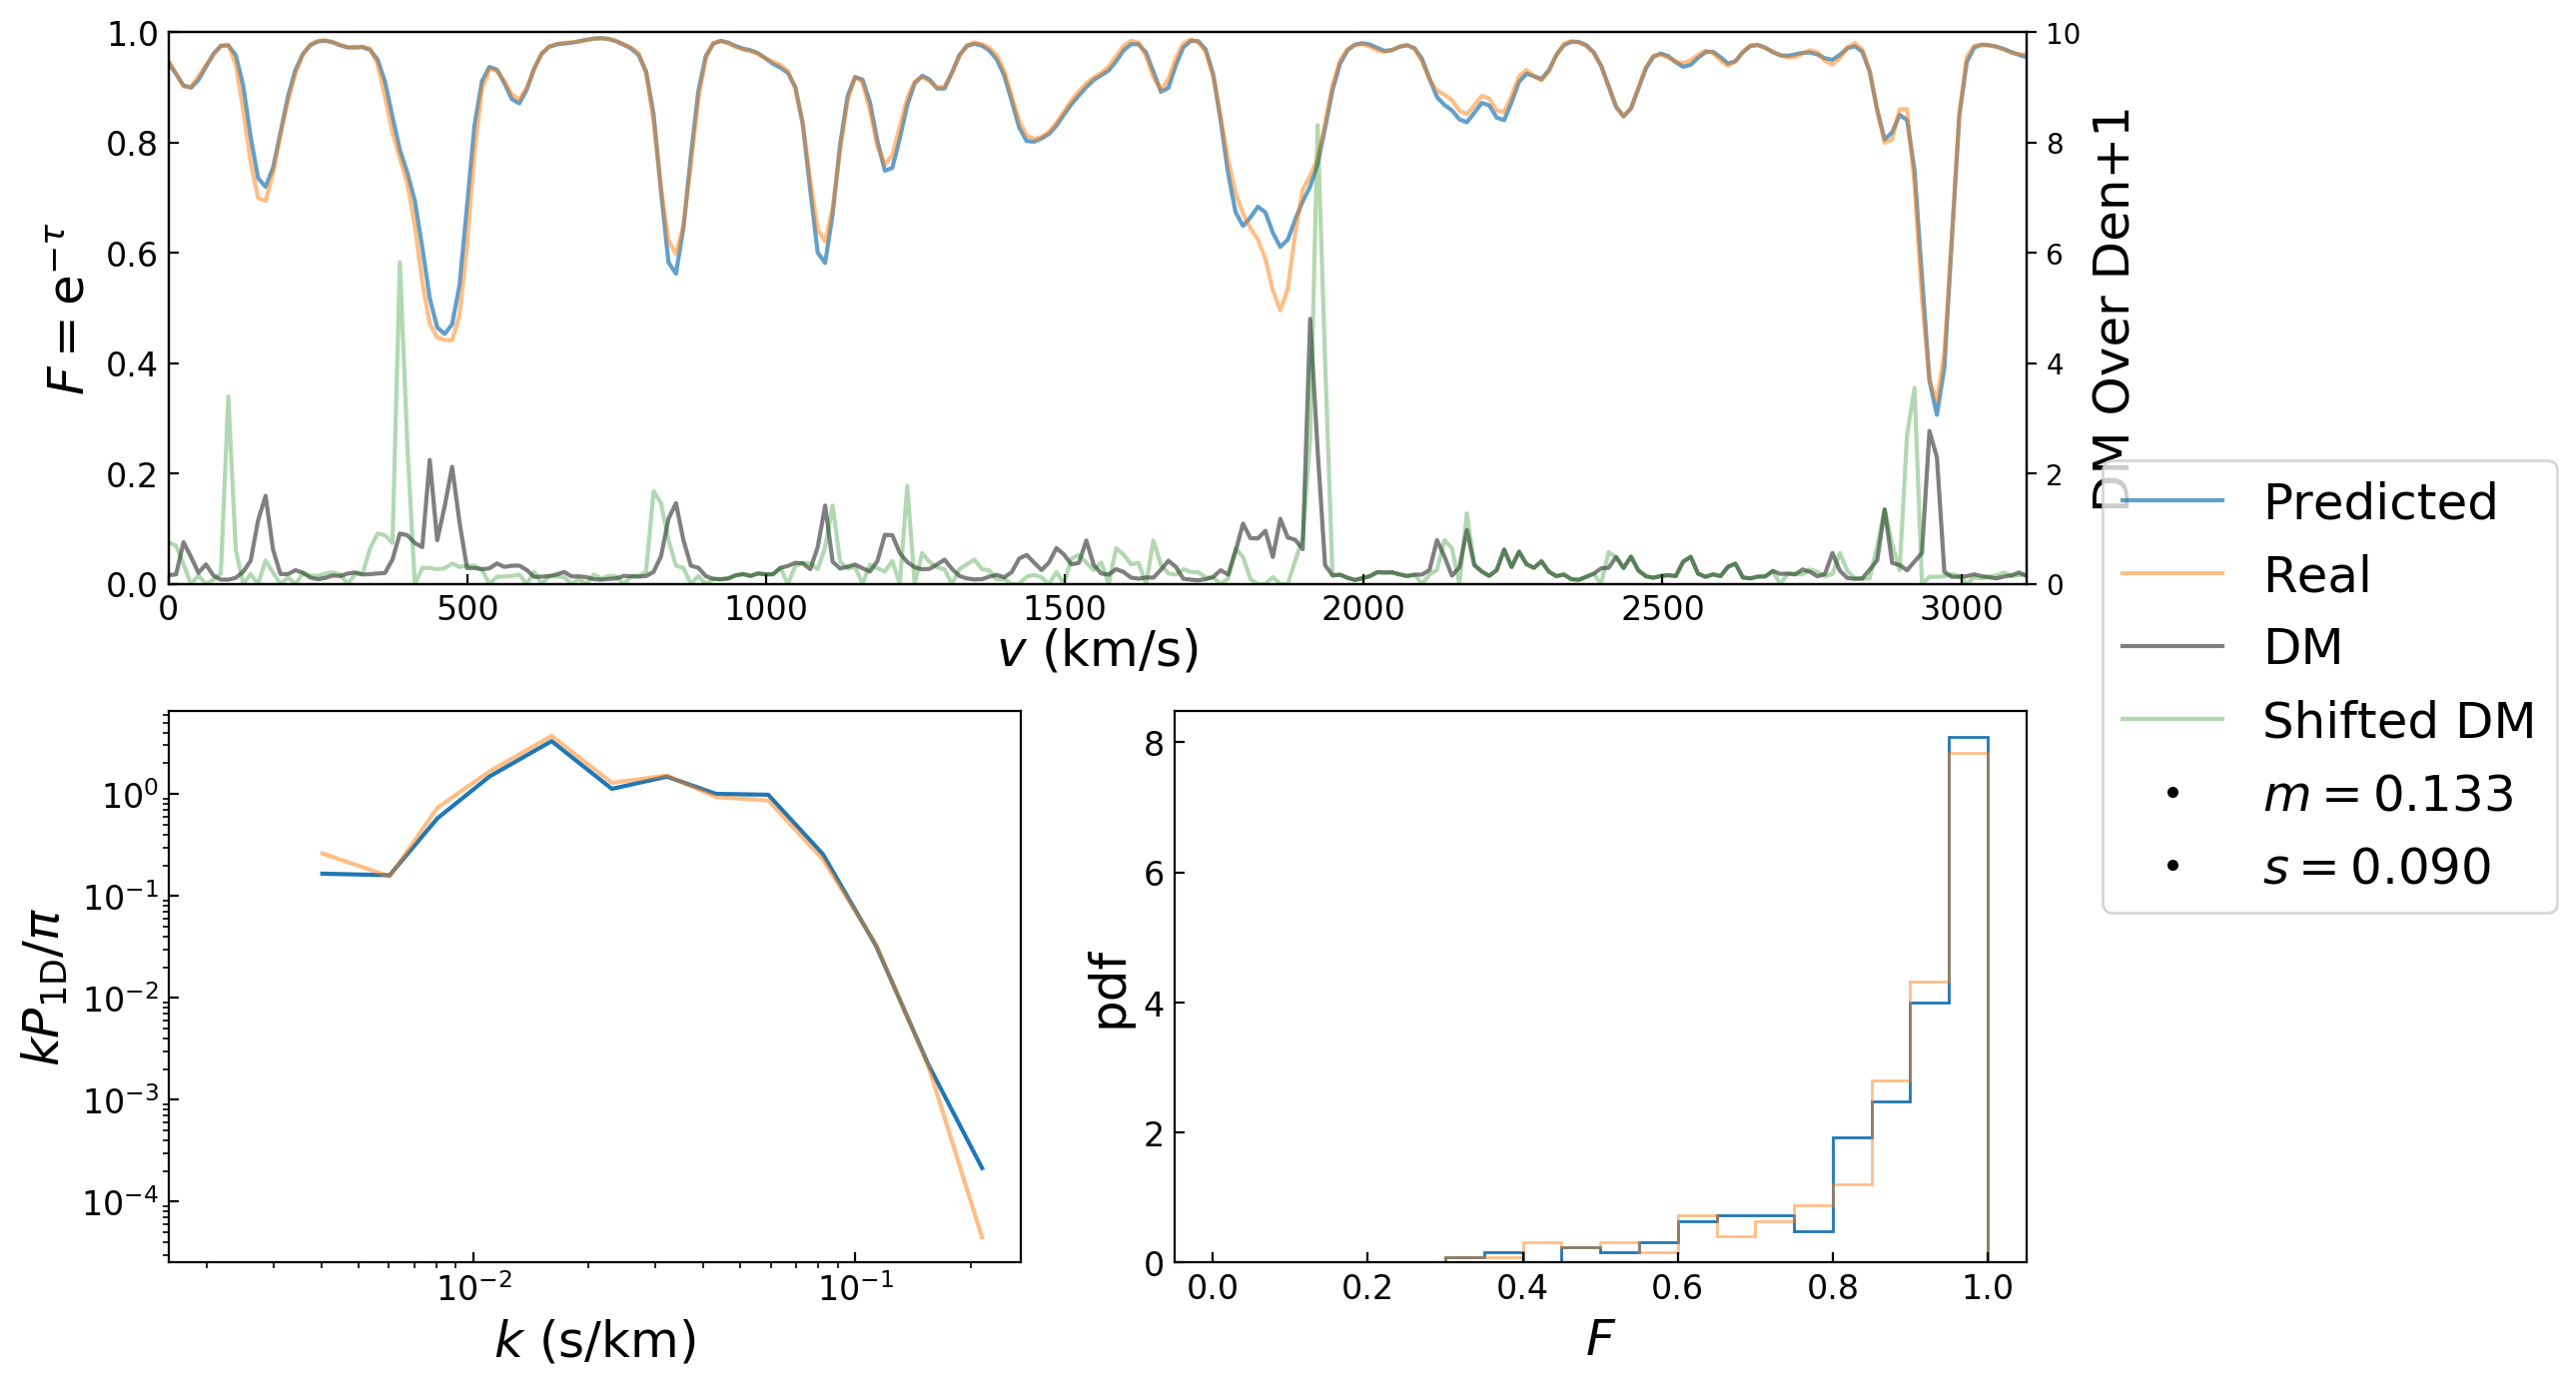 1.0
0.8
0.6
0.4
0.2
0.0
F = e^{−τ}
10
8
6
4
2
0
DM Over Den+1
0 500 1000 1500 2000 2500 3000
v (km/s)
Predicted
Real
DM
Shifted DM
m = 0.133
s = 0.090
10^{0}
10^{−1}
10^{−2}
10^{−3}
10^{−4}
kP_{1D}/π
10^{−2} 10^{−1}
k (s/km)
8
6
4
2
0
pdf
0.0 0.2 0.4 0.6 0.8 1.0
F